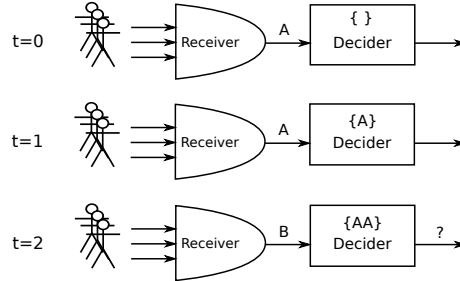 t=0 Receiver A { } Decider
t=1 Receiver A {A} Decider
t=2 Receiver B {AA} Decider ?